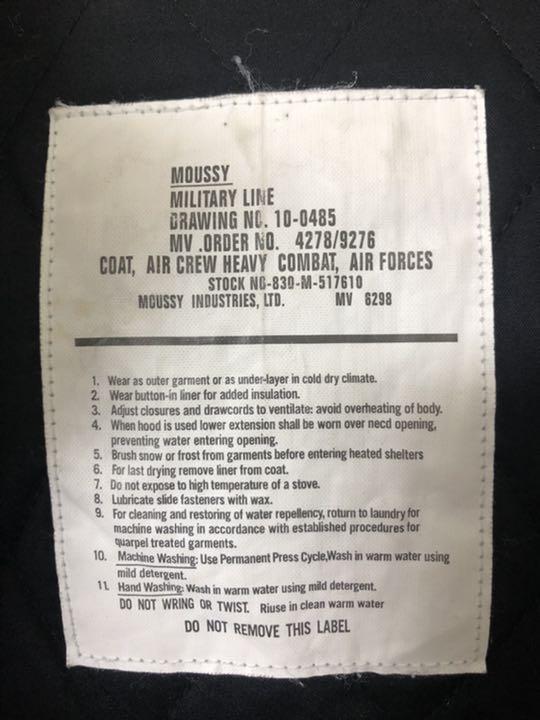 MOUSSY
MILITARY LINE
DRAWING NO. 10-0485
MV .ORDER NO. 4278/9276
COAT, AIR CREW HEAVY COMBAT, AIR FORCES
STOCK NO-830-M-517610
MOUSSY INDUSTRIES, LTD. MV 6298
1. Wear as outer garment or as under-layer in cold dry climate.
2. Wear button-in liner for added insulation.
3. Adjust closures and drawcords to ventilate: avoid overheating of body.
4. When hood is used lower extension shall be worn over necd opening,
preventing water entering opening.
5. Brush snow or frost from garments before entering heated shelters
6. For last drying remove liner from coat.
7. Do not expose to high temperature of a stove.
8. Lubricate slide fasteners with wax.
9. For cleaning and restoring of water repellency, roturn to laundry for
machine washing in accordance with established procedures for
quarpel treated garments.
10. Machine Washing: Use Permanent Press Cycle,Wash in warm water using
mild detergent.
11. Hand Washing: Wash in warm water using mild detergent.
DO NOT WRING OR TWIST. Riuse in clean warm water
DO NOT REMOVE THIS LABEL